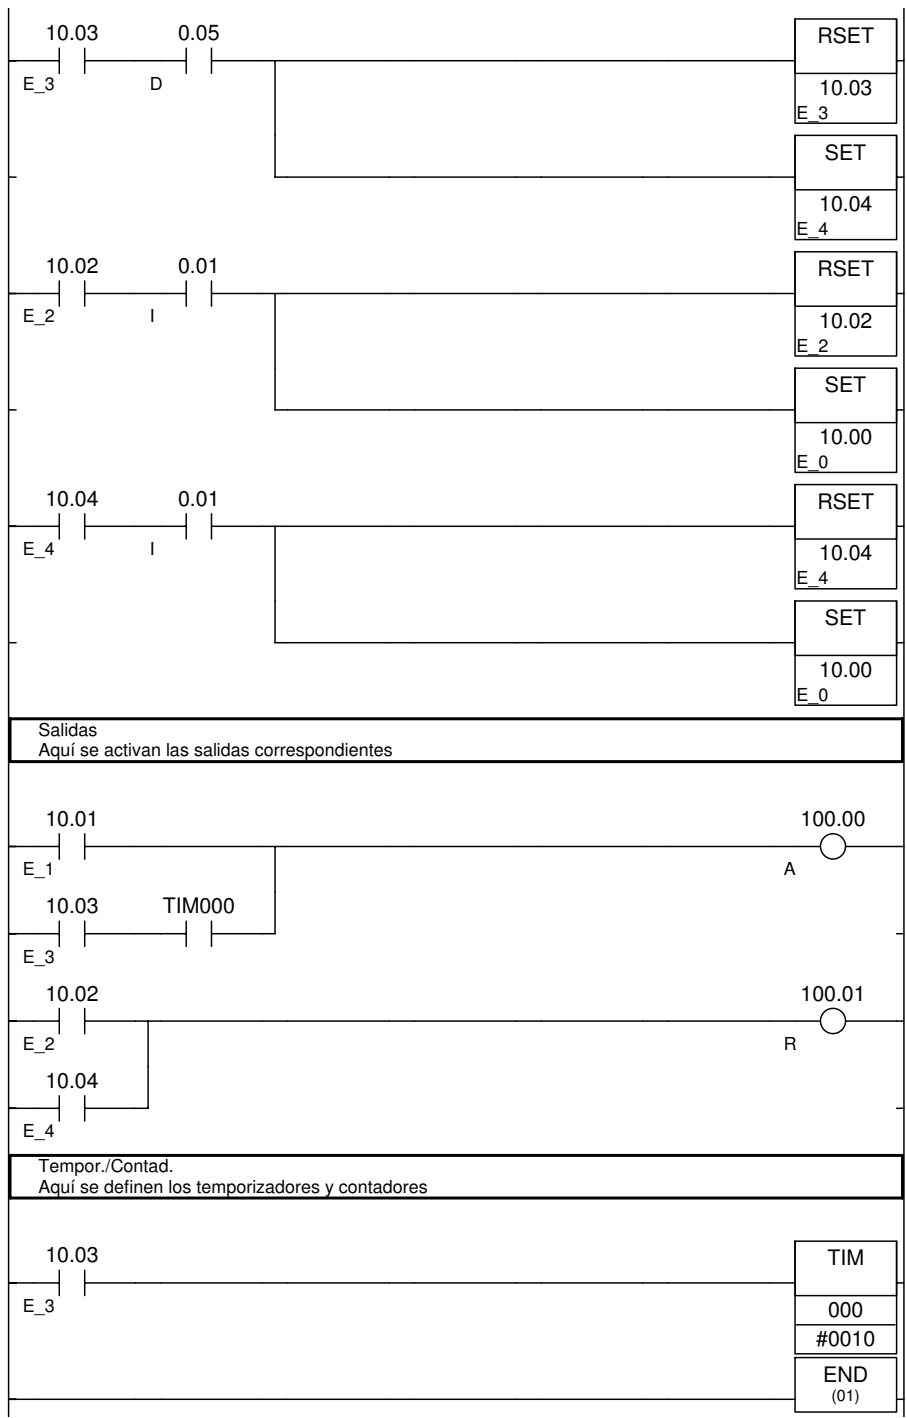 10.03 0.05 RSET
E_3 D 10.03
E_3
SET
10.04
E_4
10.02 0.01 RSET
E_2 I 10.02
E_2
SET
10.00
E_0
10.04 0.01 RSET
E_4 I 10.04
E_4
SET
10.00
E_0
Salidas
Aquí se activan las salidas correspondientes
10.01 100.00
E_1 A
10.03 TIM000
E_3
10.02 100.01
E_2 R
10.04
E_4
Tempor./Contad.
Aquí se definen los temporizadores y contadores
10.03 TIM
E_3 000
#0010
END
(01)